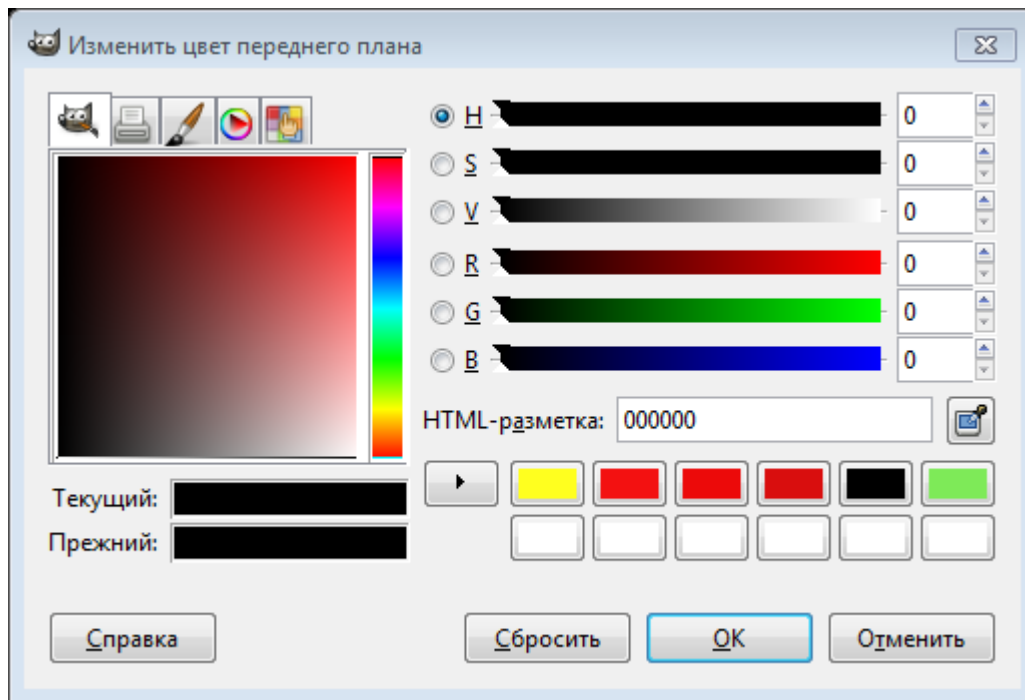 Изменить цвет переднего плана
H 0
S 0
V 0
R 0
G 0
B 0
HTML-разметка: 000000
Текущий:
Прежний:
Справка
Сбросить
OK
Отменить